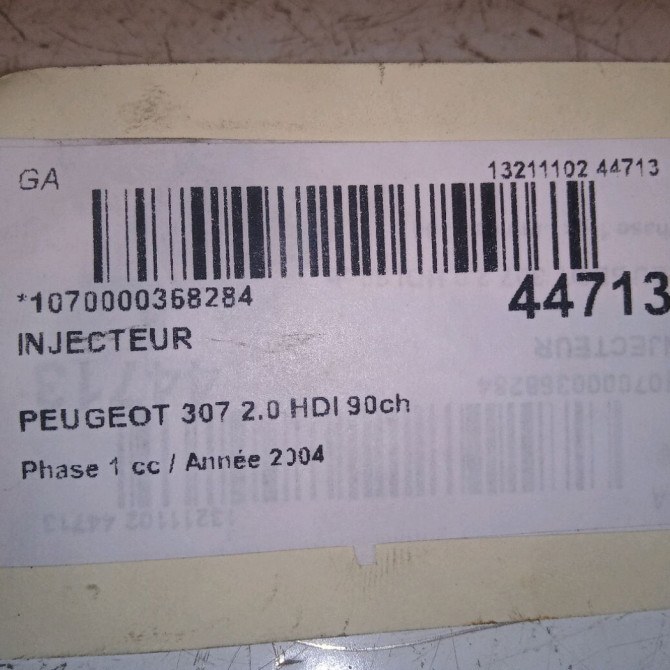 GA
13211102 44713
*1070000368284
44713
INJECTEUR
PEUGEOT 307 2.0 HDI 90ch
Phase 1 cc / Année 2004